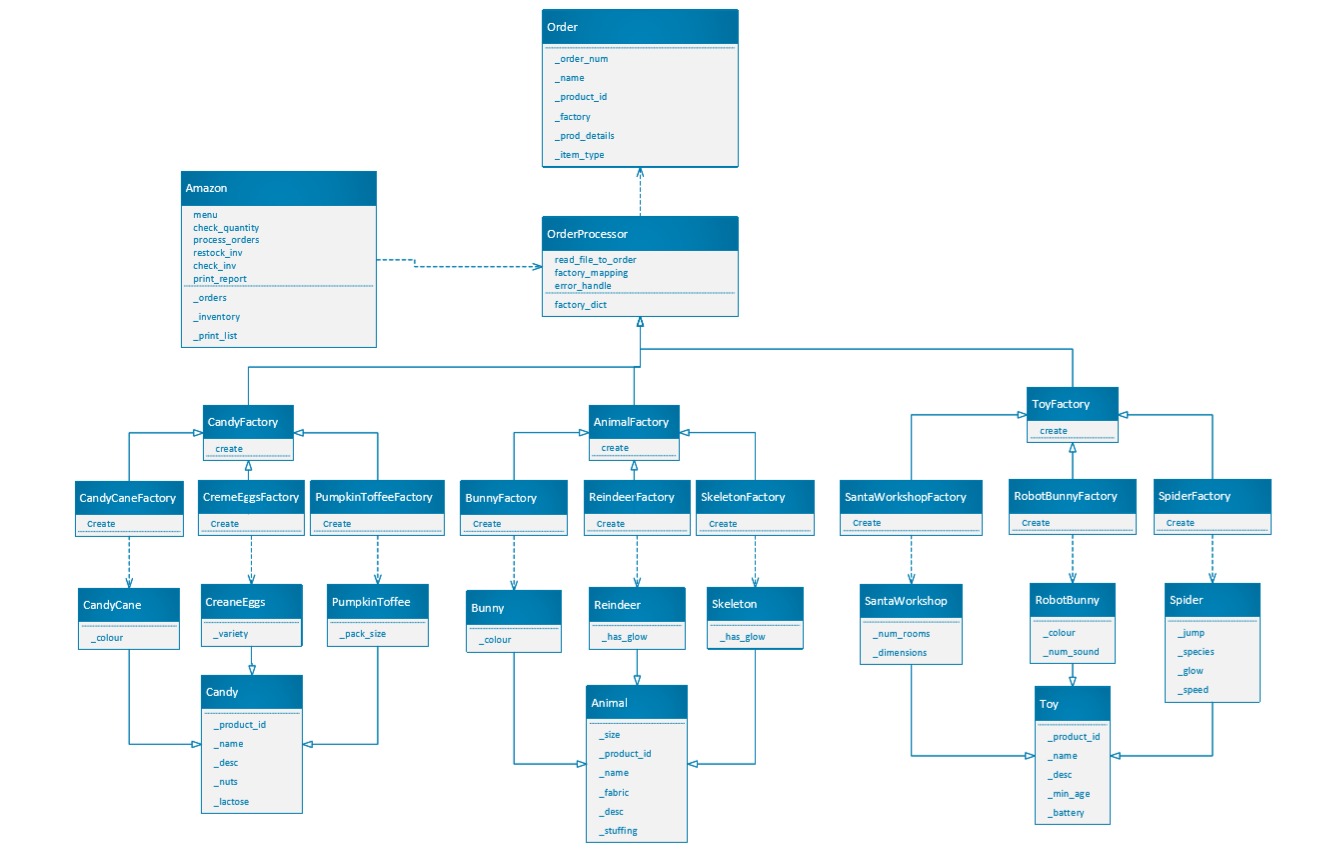 Order
_order_num
_name
_product_id
_factory
_prod_details
_item_type
Amazon
menu
check_quantity
process_orders
restock_inv
check_inv
print_report
_orders
_inventory
_print_list
OrderProcessor
read_file_to_order
factory_mapping
error_handle
factory_dict
CandyFactory
create
AnimalFactory
create
ToyFactory
create
CandyCaneFactory
Create
CremeEggsFactory
Create
PumpkinToffeeFactory
Create
BunnyFactory
Create
ReindeerFactory
Create
SkeletonFactory
Create
SantaWorkshopFactory
Create
RobotBunnyFactory
Create
SpiderFactory
Create
CandyCane
_colour
CreaneEggs
_variety
PumpkinToffee
_pack_size
Bunny
_colour
Reindeer
_has_glow
Skeleton
_has_glow
SantaWorkshop
_num_rooms
_dimensions
RobotBunny
_colour
_num_sound
Spider
_jump
_species
_glow
_speed
Candy
_product_id
_name
_desc
_nuts
_lactose
Animal
_size
_product_id
_name
_fabric
_desc
_stuffing
Toy
_product_id
_name
_desc
_min_age
_battery